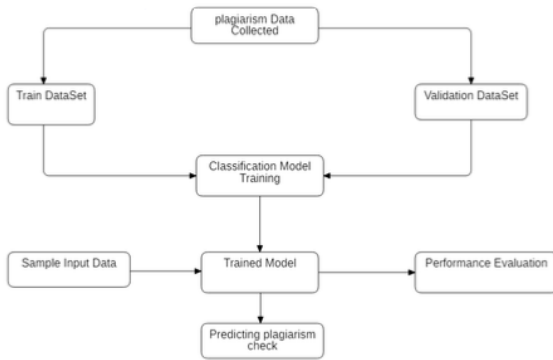 plagiarism Data
Collected
Train DataSet
Validation DataSet
Classification Model
Training
Sample Input Data
Trained Model
Performance Evaluation
Predicting plagiarism
check